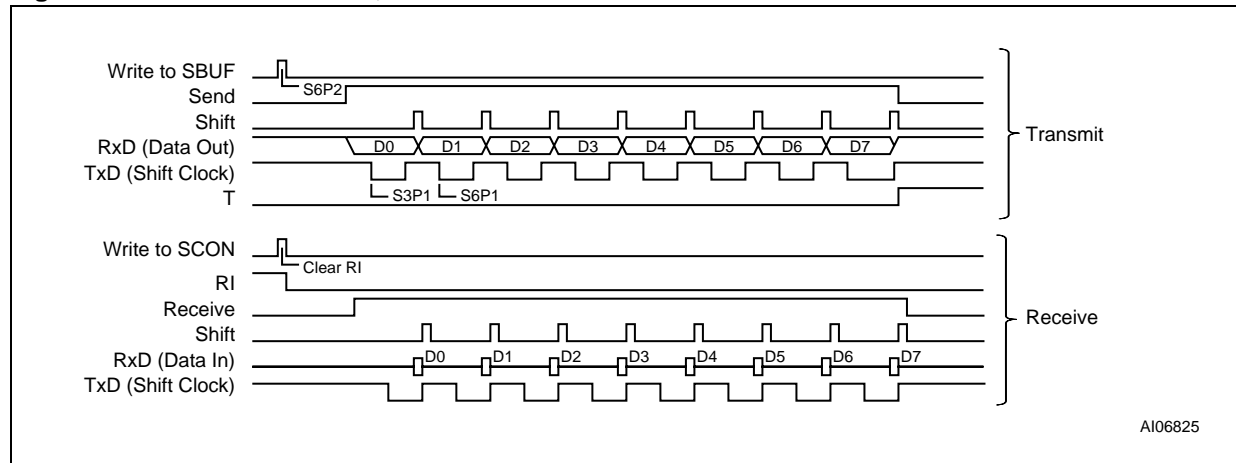 Write to SBUF
S6P2
Send
Shift
RxD (Data Out)
D0 D1 D2 D3 D4 D5 D6 D7
TxD (Shift Clock)
S3P1 S6P1
T
Transmit
Write to SCON
Clear RI
RI
Receive
Shift
RxD (Data In)
D0 D1 D2 D3 D4 D5 D6 D7
TxD (Shift Clock)
Receive
AI06825